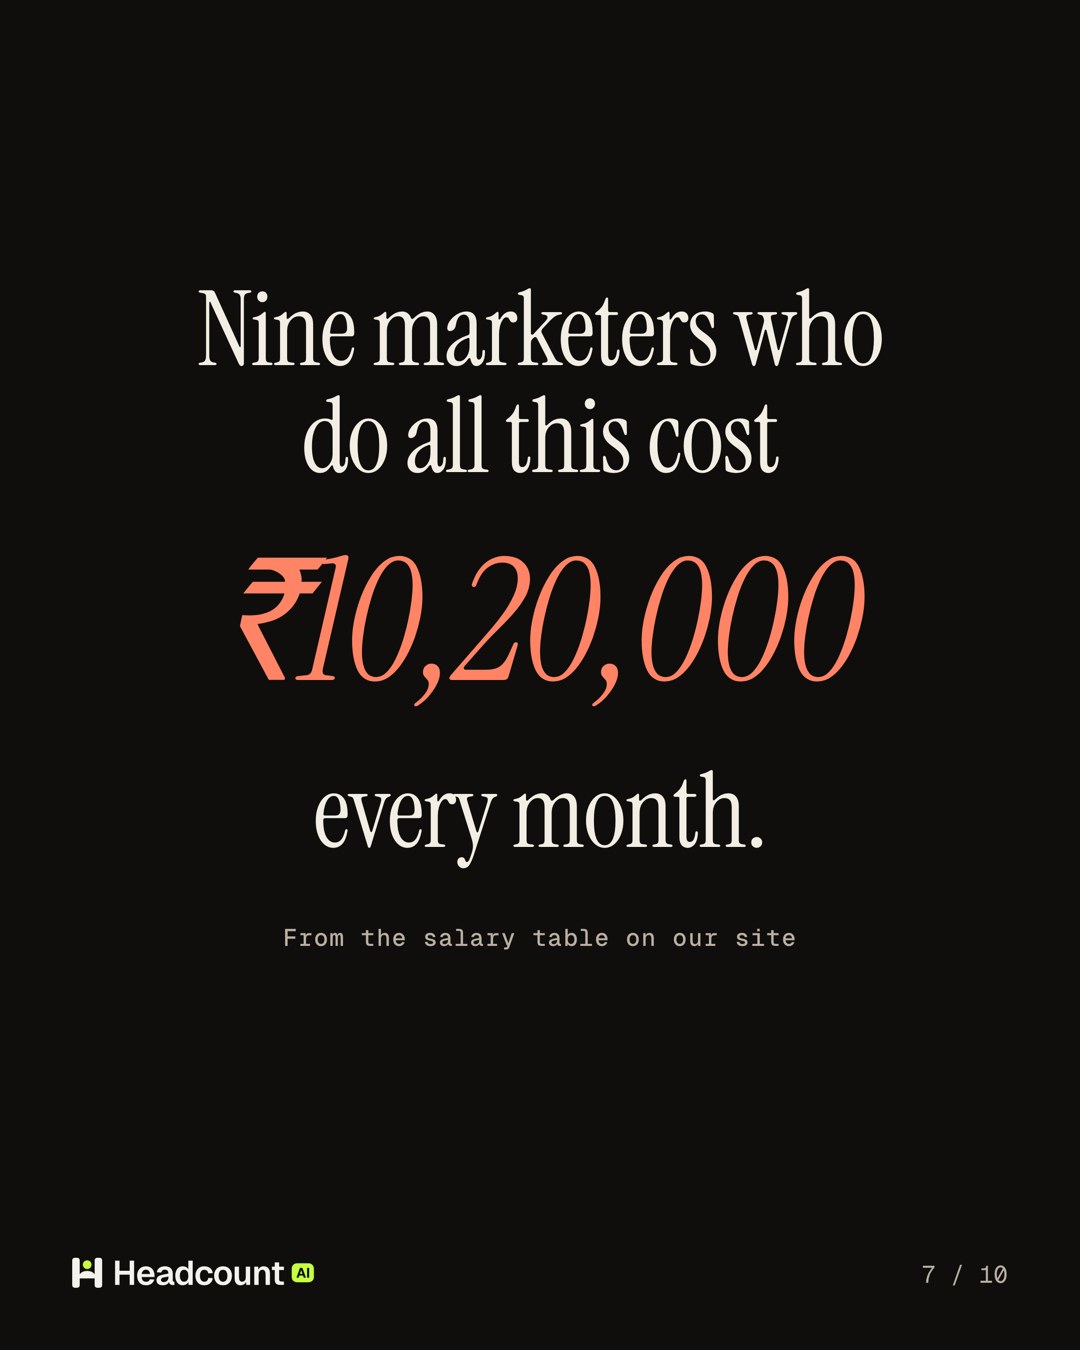 Nine marketers who
do all this cost
₹10,20,000
every month.
From the salary table on our site
Headcount AI
7 / 10